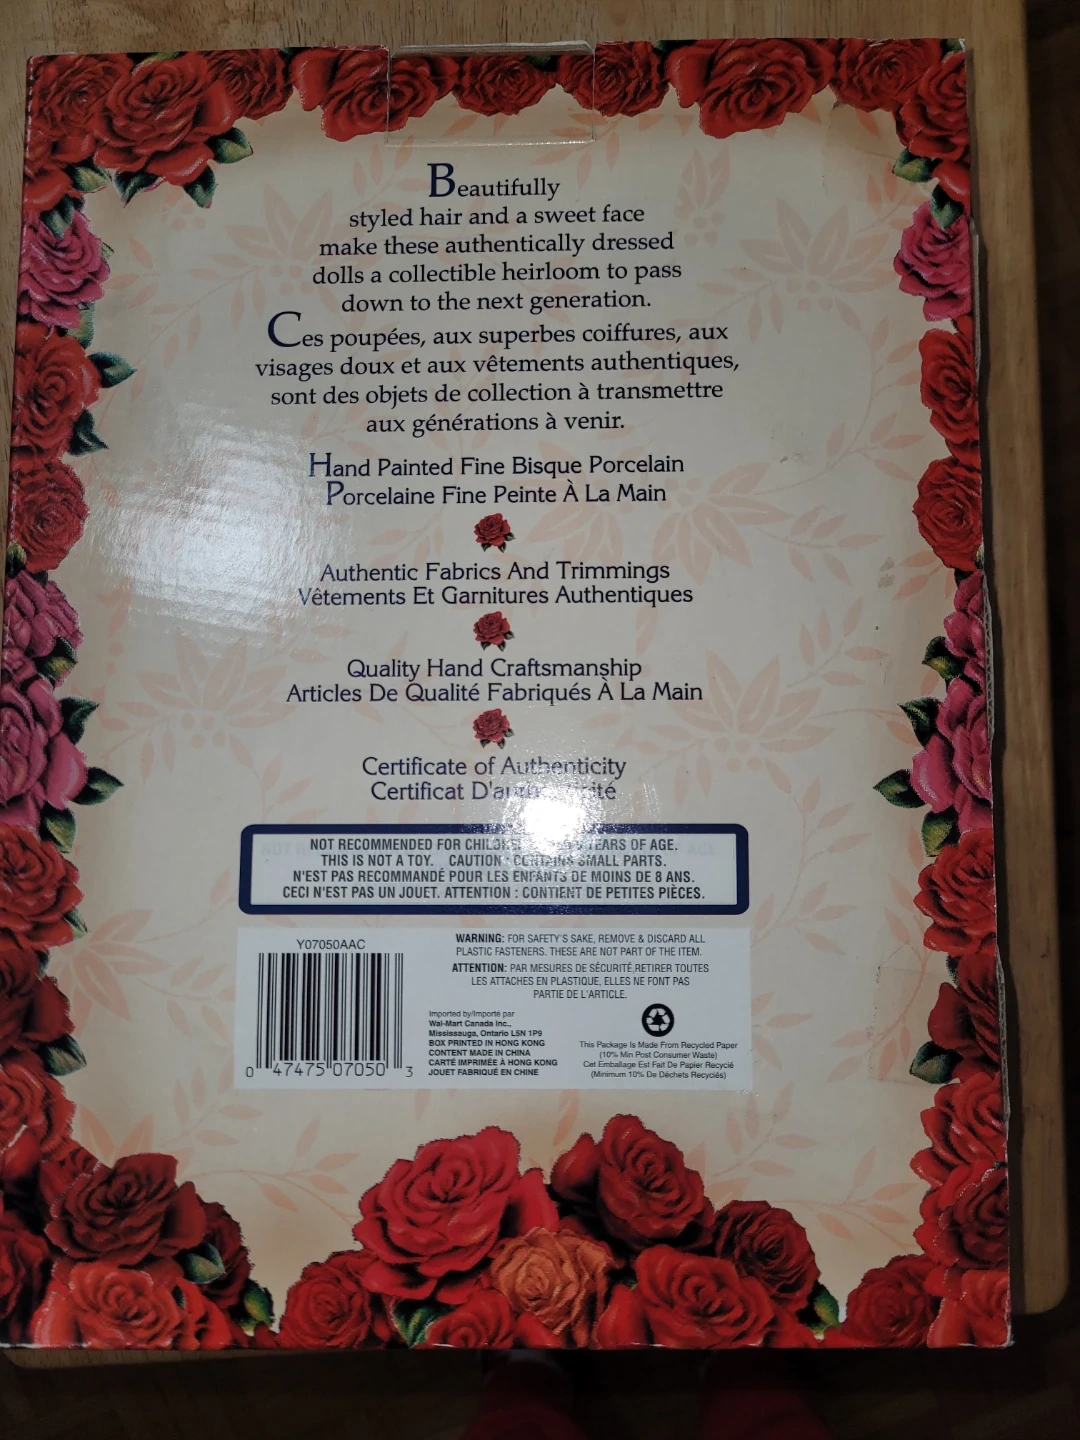 Beautifully
styled hair and a sweet face
make these authentically dressed
dolls a collectible heirloom to pass
down to the next generation.
Ces poupées, aux superbes coiffures, aux
visages doux et aux vêtements authentiques,
sont des objets de collection à transmettre
aux générations à venir.
Hand Painted Fine Bisque Porcelain
Porcelaine Fine Peinte À La Main
Authentic Fabrics And Trimmings
Vêtements Et Garnitures Authentiques
Quality Hand Craftsmanship
Articles De Qualité Fabriqués À La Main
Certificate of Authenticity
Certificat D'authenticité
NOT RECOMMENDED FOR YEARS OF AGE.
THIS IS NOT A TOY. CAUTION : CONTAINS SMALL PARTS.
N'EST PAS RECOMMANDÉ POUR LES ENFANTS DE MOINS DE 8 ANS.
CECI N'EST PAS UN JOUET. ATTENTION : CONTIENT DE PETITES PIÈCES.
Y07050AAC
0 47475 07050 3
WARNING: FOR SAFETY'S SAKE, REMOVE & DISCARD ALL
PLASTIC FASTENERS. THESE ARE NOT PART OF THE ITEM.
ATTENTION: PAR MESURES DE SÉCURITÉ,RETIRER TOUTES
LES ATTACHES EN PLASTIQUE, ELLES NE FONT PAS
PARTIE DE L'ARTICLE.
Imported by/Importé par
Wal-Mart Canada Inc.,
Mississauga, Ontario L5N 1P9
BOX PRINTED IN HONG KONG
CONTENT MADE IN CHINA
CARTE IMPRIMÉE À HONG KONG
JOUET FABRIQUÉ EN CHINE
This Package Is Made From Recycled Paper
(10% Min Post Consumer Waste)
Cet Emballage Est Fait De Papier Recyclé
(Minimum 10% De Déchets Recyclés)